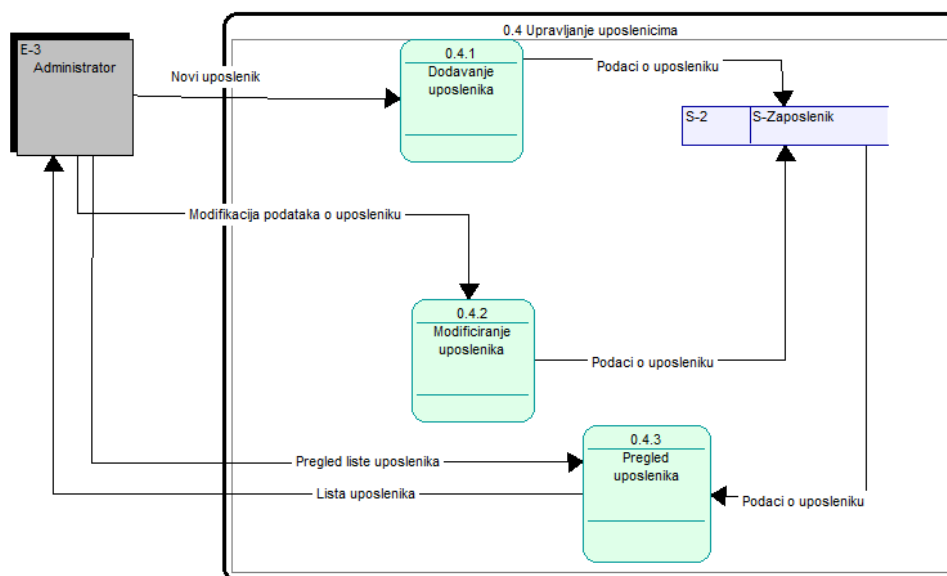 0.4 Upravljanje uposlenicima
E-3
Administrator
Novi uposlenik
0.4.1
Dodavanje
uposlenika
Podaci o uposleniku
S-2
S-Zaposlenik
Modifikacija podataka o uposleniku
0.4.2
Modificiranje
uposlenika
Podaci o uposleniku
0.4.3
Pregled
uposlenika
Pregled liste uposlenika
Lista uposlenika
Podaci o uposleniku